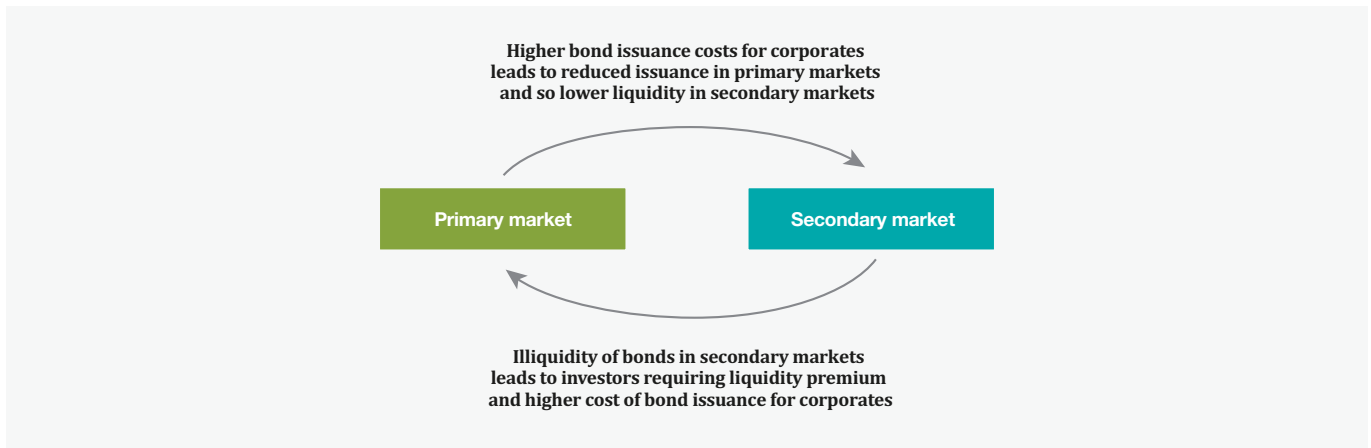 Higher bond issuance costs for corporates
leads to reduced issuance in primary markets
and so lower liquidity in secondary markets
Primary market
Secondary market
Illiquidity of bonds in secondary markets
leads to investors requiring liquidity premium
and higher cost of bond issuance for corporates